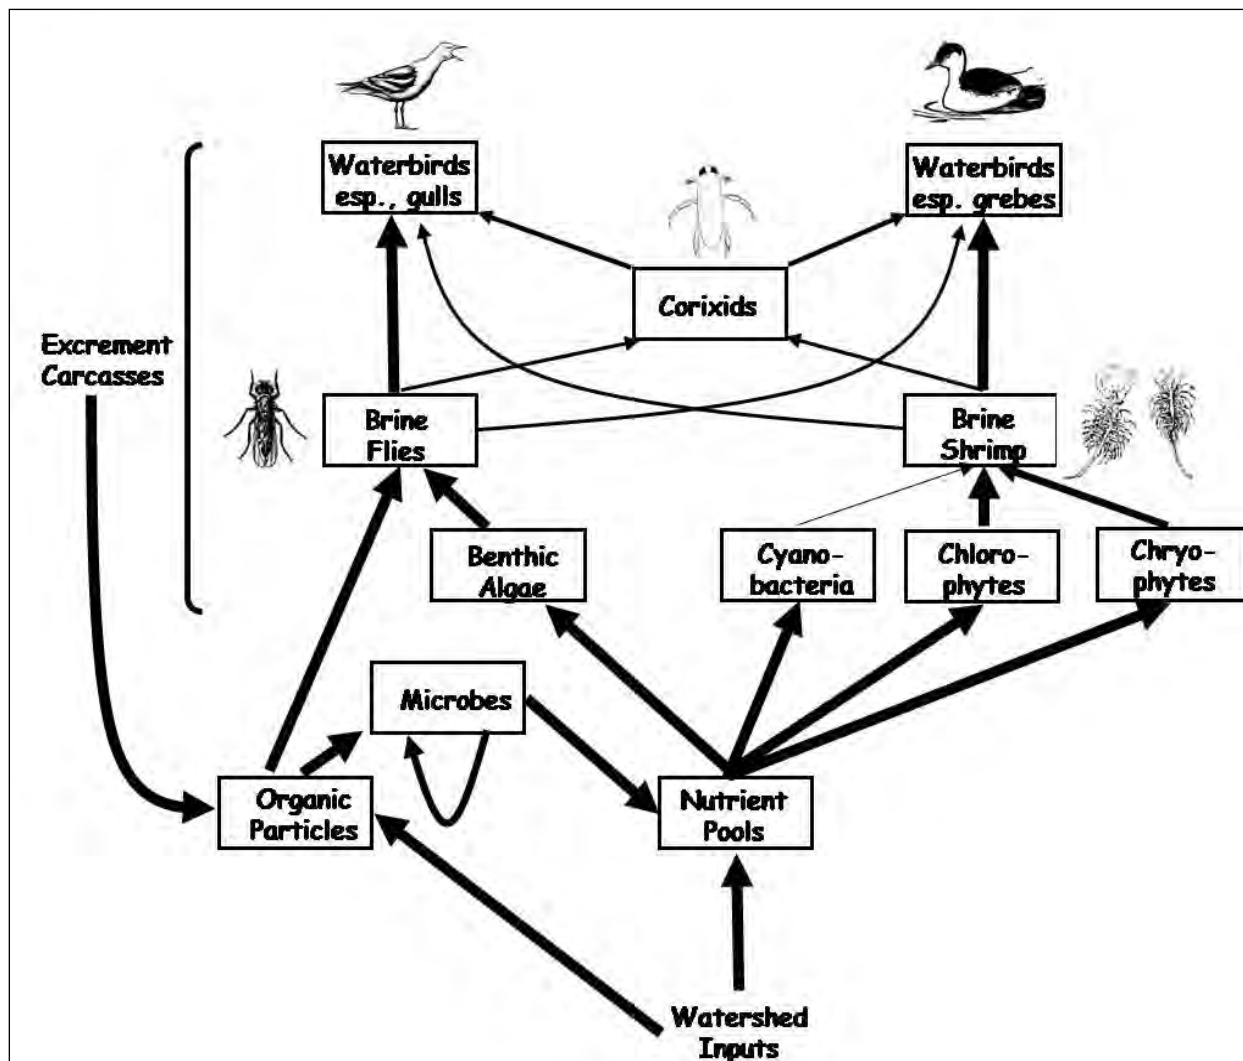 Waterbirds
esp., gulls
Waterbirds
esp. grebes
Corixids
Excrement
Carcasses
Brine
Flies
Brine
Shrimp
Benthic
Algae
Cyano-
bacteria
Chloro-
phytes
Chryo-
phytes
Microbes
Organic
Particles
Nutrient
Pools
Watershed
Inputs